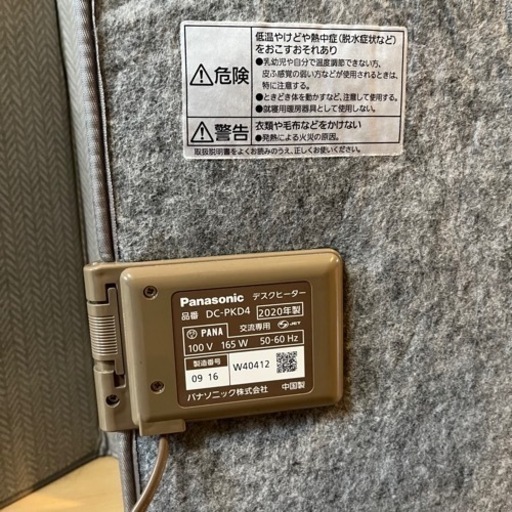 危険
低温やけどや熱中症(脱水症状など)
をおこすおそれあり
●乳幼児や自分で温度調節できない方、
皮ふ感覚の弱い方などが使用されるときは、
特に注意する。
●ときどき体を動かすなど、注意して使用する。
●就寝用暖房器具として使用しない。
警告
衣類や毛布などをかけない
●発熱による火災の原因。
取扱説明書をよくお読みのうえ、正しくお使いください。
Panasonic デスクヒーター
品番 DC-PKD4 2020年製
PANA 交流専用 JET
100 V 165 W 50-60 Hz
製造番号
09 16 W40412
パナソニック株式会社 中国製